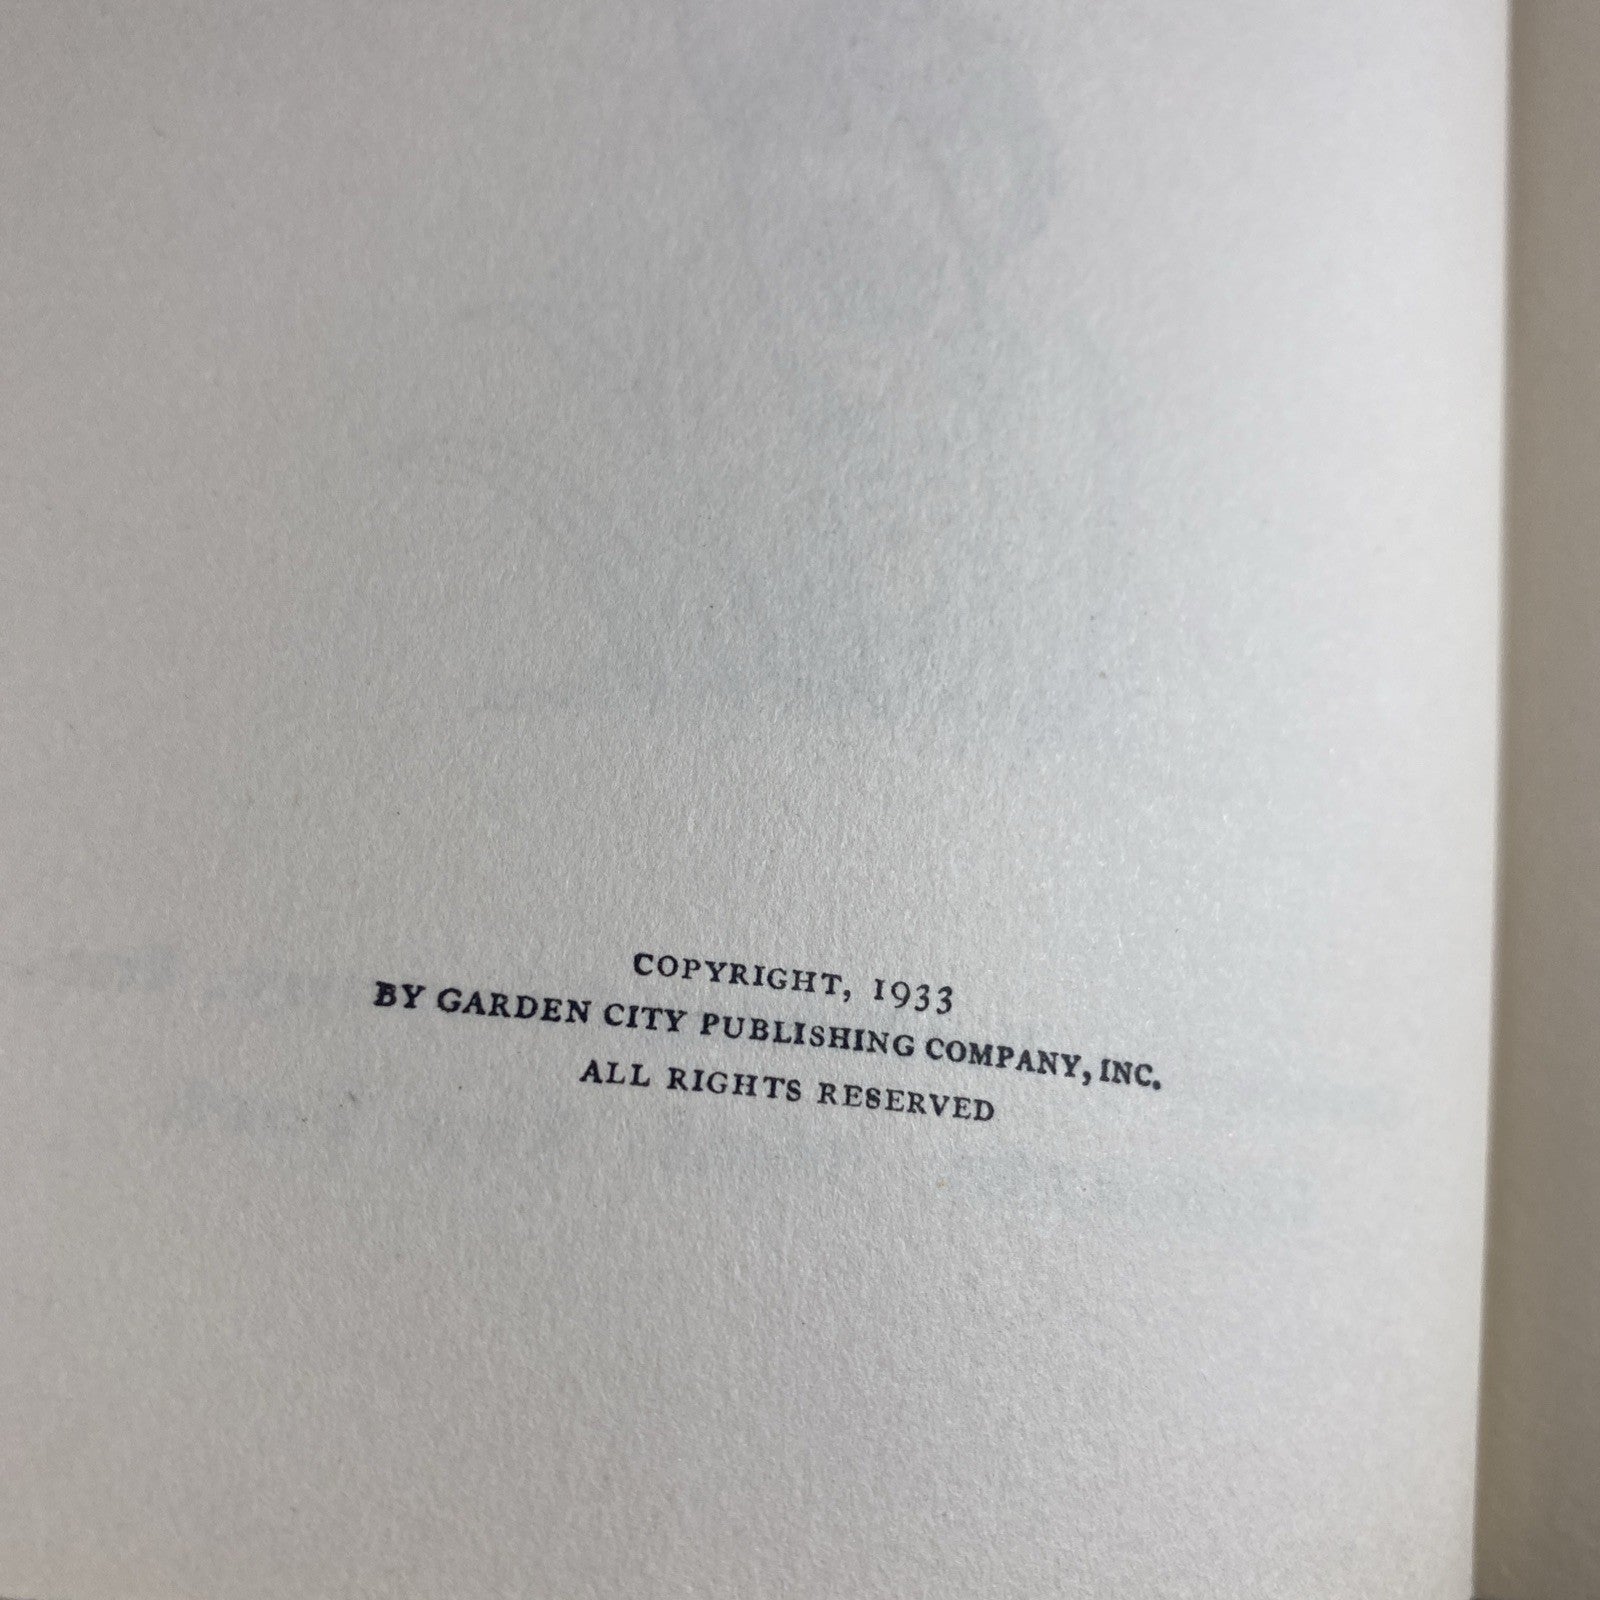 COPYRIGHT, 1933
BY GARDEN CITY PUBLISHING COMPANY, INC.
ALL RIGHTS RESERVED